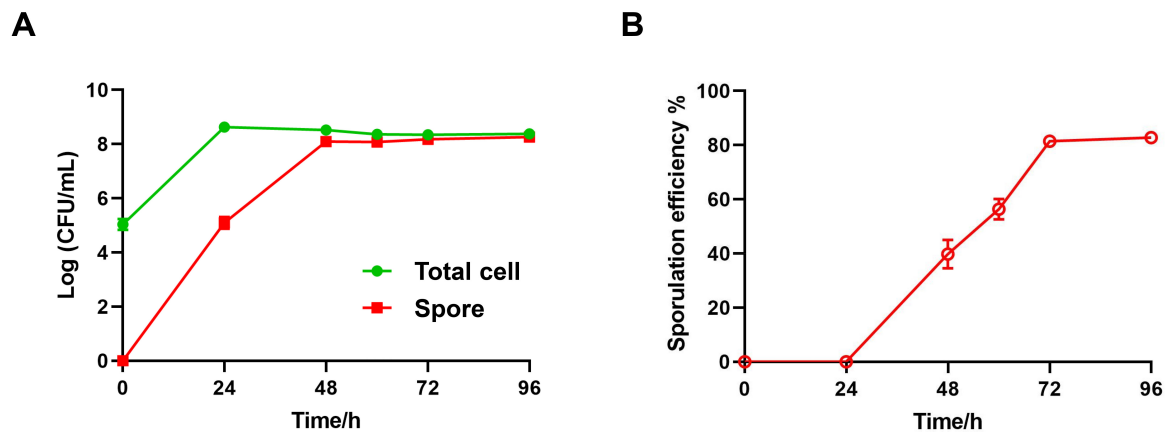 A
Log (CFU/mL)
10
8
6
4
2
0
0 24 48 72 96
Time/h
Total cell
Spore
B
Sporulation efficiency %
100
80
60
40
20
0
0 24 48 72 96
Time/h